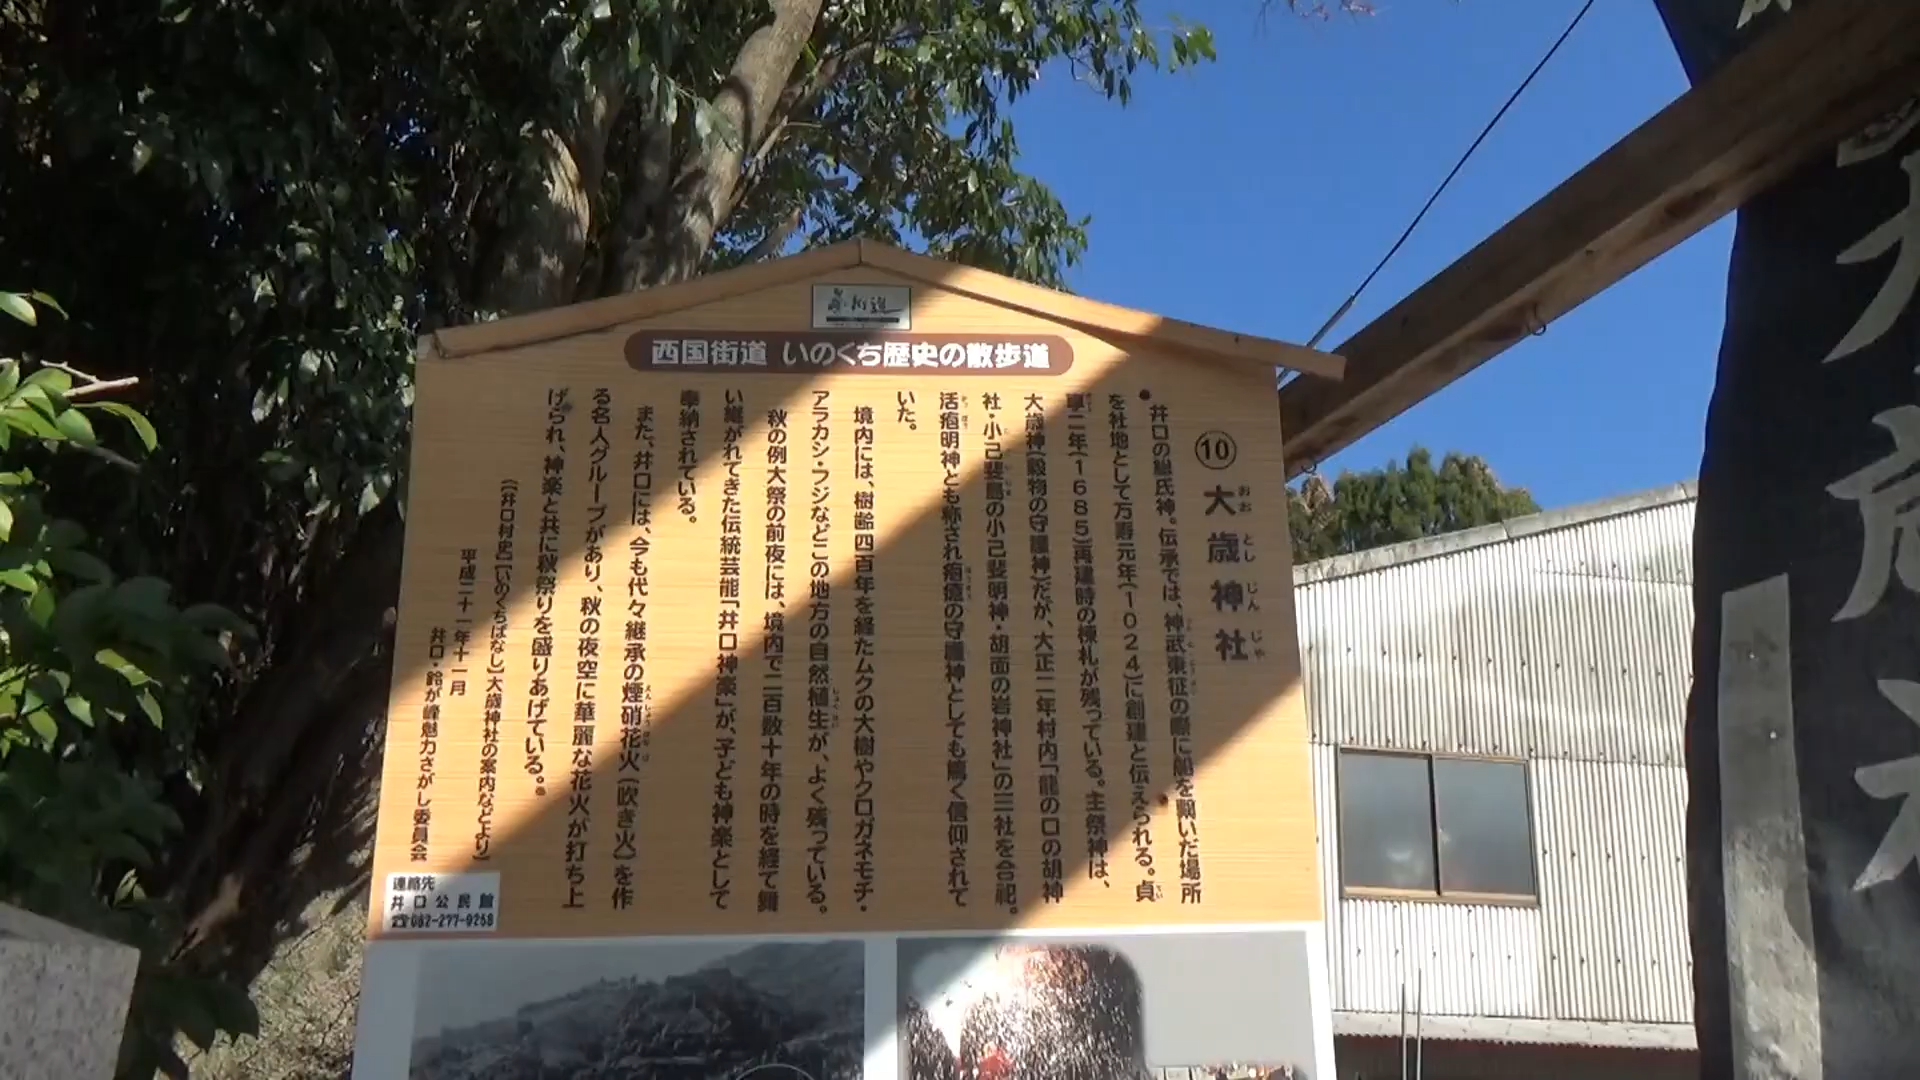 西国街道 いのくち歴史の散歩道
⑩ 大歳神社
おお とし じん じゃ
井口の総氏神。伝承では、神武東征の際に船を繋いだ場所
を社地として万寿元年(1024)に創建と伝えられる。貞
享二年(1685)再建時の棟札が残っている。主祭神は、
大歳神(穀物の守護神)だが、大正二年村内「龍の口の胡神
社・小己斐島の小己斐明神・胡面の岩神社」の三社を合祀。
活疱明神とも称され疱瘡の守護神としても篤く信仰されて
いた。
境内には、樹齢四百年を経たムクの大樹やクロガネモチ・
アラカシ・フジなどこの地方の自然植生が、よく残っている。
秋の例大祭の前夜には、境内で二百数十年の時を経て舞
い継がれてきた伝統芸能「井口神楽」が、子ども神楽として
奉納されている。
また、井口には、今も代々継承の煙硝花火(吹き火)を作
る名人グループがあり、秋の夜空に華麗な花火が打ち上
げられ、神楽と共に秋祭りを盛りあげている。
(【井口村史】【いのくちばなし】大歳神社の案内などより)
平成二十一年十一月
井口・鈴が峰魅力さがし委員会
連絡先
井口公民館
☎082-277-9258